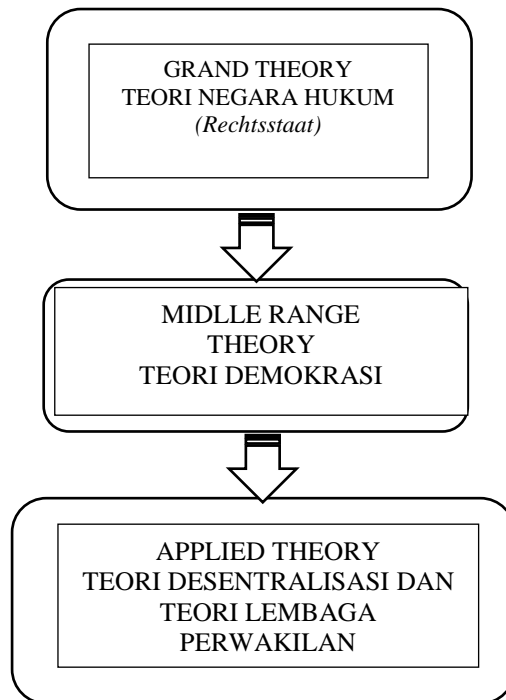 GRAND THEORY
TEORI NEGARA HUKUM
(Rechtsstaat)
MIDLLE RANGE
THEORY
TEORI DEMOKRASI
APPLIED THEORY
TEORI DESENTRALISASI DAN
TEORI LEMBAGA
PERWAKILAN